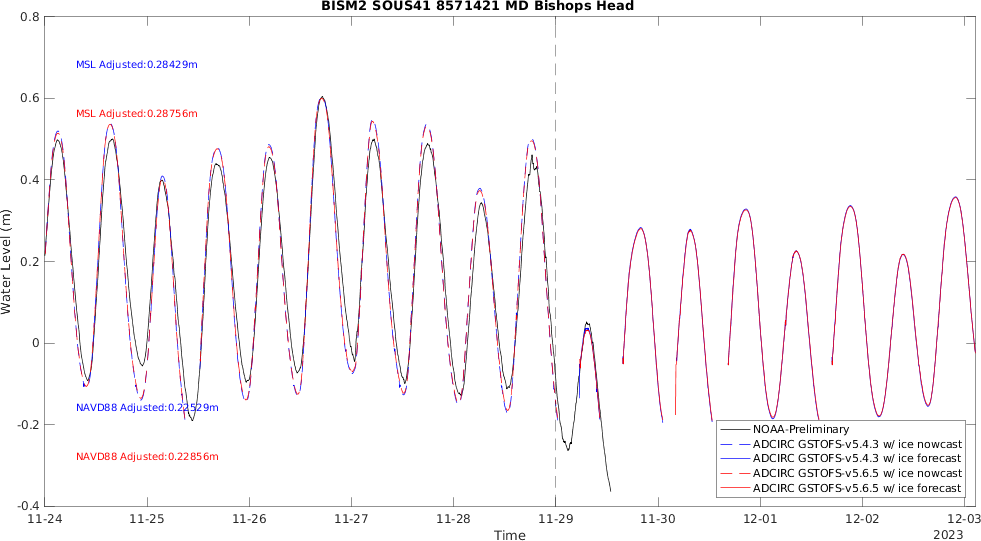 BISM2 SOUS41 8571421 MD Bishops Head
0.8
0.6
0.4
0.2
0
-0.2
-0.4
Water Level (m)
MSL Adjusted:0.28429m
MSL Adjusted:0.28756m
NAVD88 Adjusted:0.22529m
NAVD88 Adjusted:0.22856m
NOAA-Preliminary
ADCIRC GSTOFS-v5.4.3 w/ ice nowcast
ADCIRC GSTOFS-v5.4.3 w/ ice forecast
ADCIRC GSTOFS-v5.6.5 w/ ice nowcast
ADCIRC GSTOFS-v5.6.5 w/ ice forecast
11-24 11-25 11-26 11-27 11-28 11-29 11-30 12-01 12-02 12-03
Time
2023